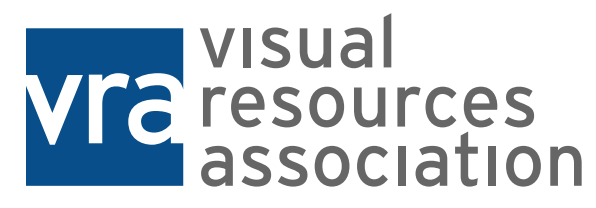 vra
visual
resources
association